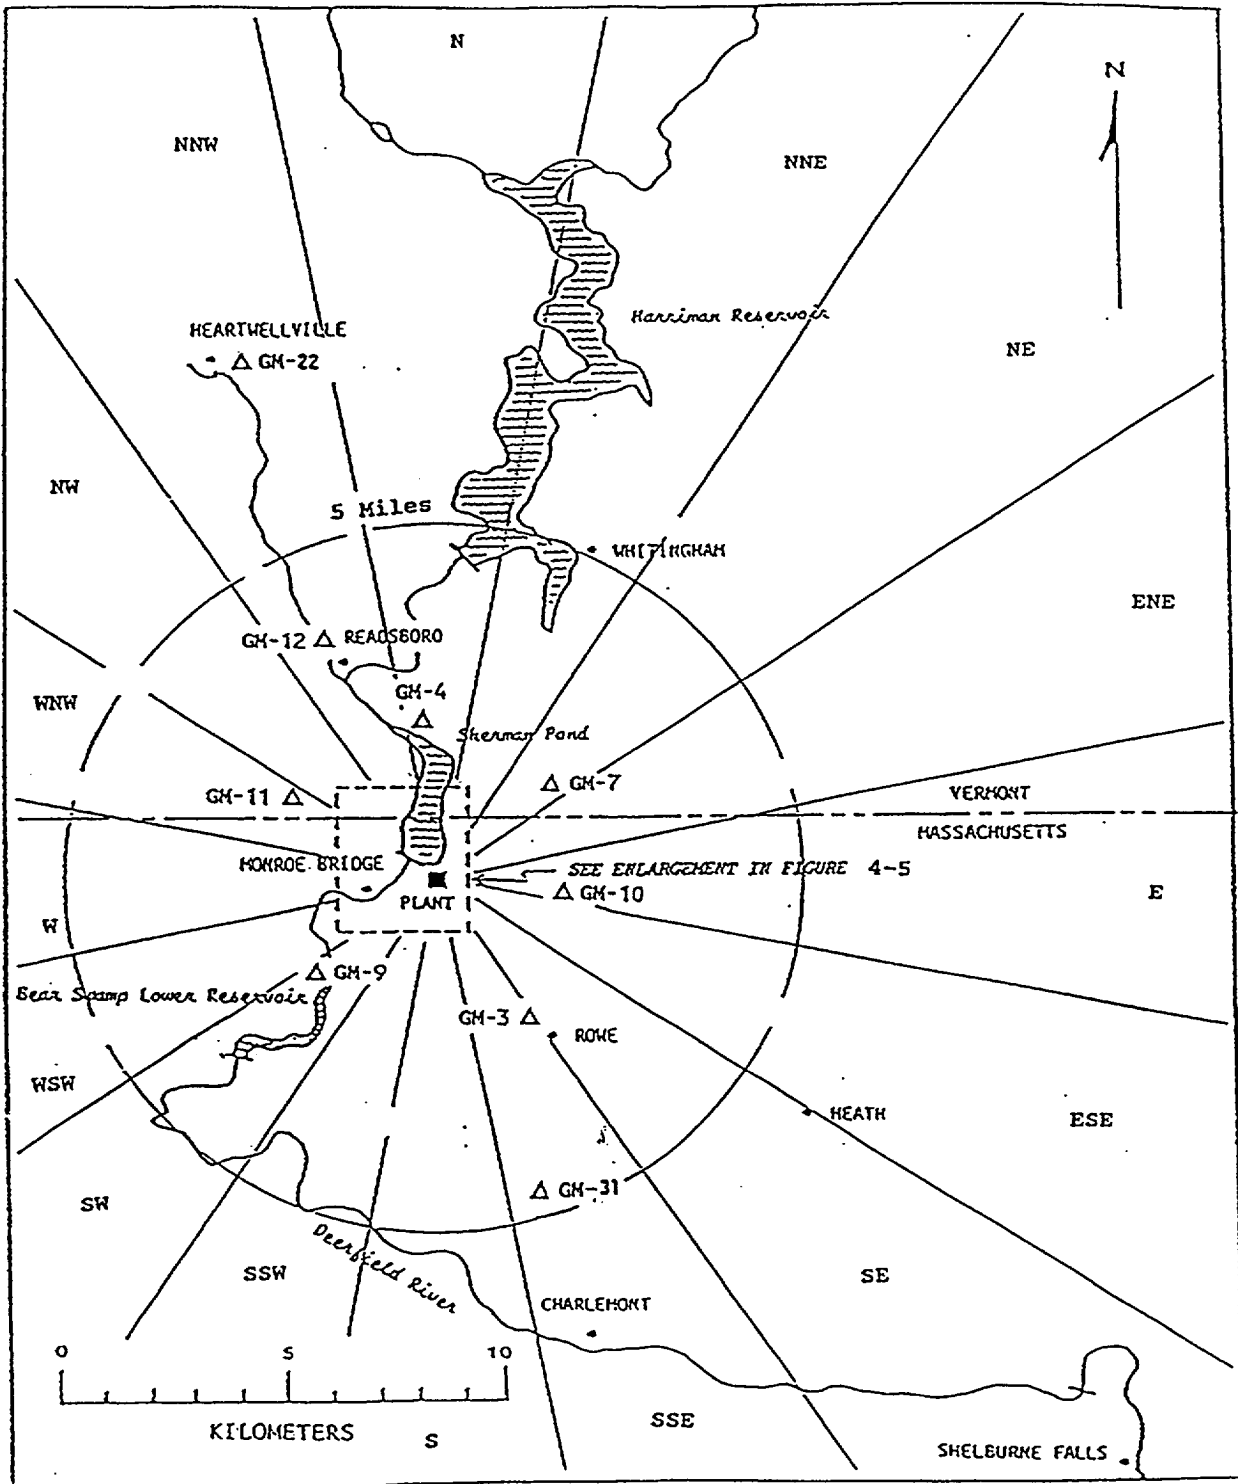 N
N
NNW
NNE
Harriman Reservoir
HEARTWELLVILLE
GM-22
NE
NW
5 Miles
WHITINGHAM
ENE
GM-12
READSBORO
GM-4
WNW
Sherman Pond
GM-7
GM-11
VERMONT
MASSACHUSETTS
MONROE BRIDGE
SEE ENLARGEMENT IN FIGURE 4-5
PLANT
GM-10
E
W
GM-9
Bear Swamp Lower Reservoir
GM-3
ROWE
WSW
HEATH
ESE
GM-31
SW
Deerfield River
SSW
SE
CHARLEMONT
0 5 10
KILOMETERS
S
SSE
SHELBURNE FALLS